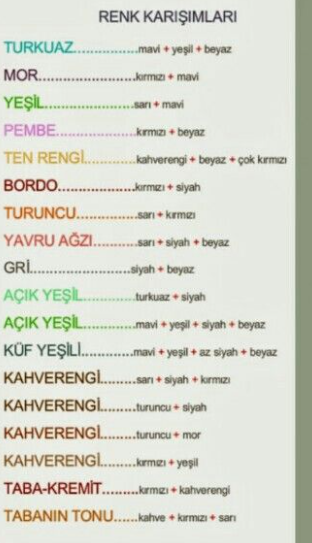 RENK KARIŞIMLARI
TURKUAZ....................mavi + yeşil + beyaz
MOR......................kırmızı + mavi
YEŞİL.....................sarı + mavi
PEMBE..................kırmızı + beyaz
TEN RENGİ............kahverengi + beyaz + çok kırmızı
BORDO.................kırmızı + siyah
TURUNCU.............sarı + kırmızı
YAVRU AĞZI.........sarı + siyah + beyaz
GRİ.......................siyah + beyaz
AÇIK YEŞİL............turkuaz + siyah
AÇIK YEŞİL............mavi + yeşil + siyah + beyaz
KÜF YEŞİLİ............mavi + yeşil + az siyah + beyaz
KAHVERENGİ........sarı + siyah + kırmızı
KAHVERENGİ........turuncu + siyah
KAHVERENGİ........turuncu + mor
KAHVERENGİ........kırmızı + yeşil
TABA-KREMİT.........kırmızı + kahverengi
TABANIN TONU......kahve + kırmızı + sarı